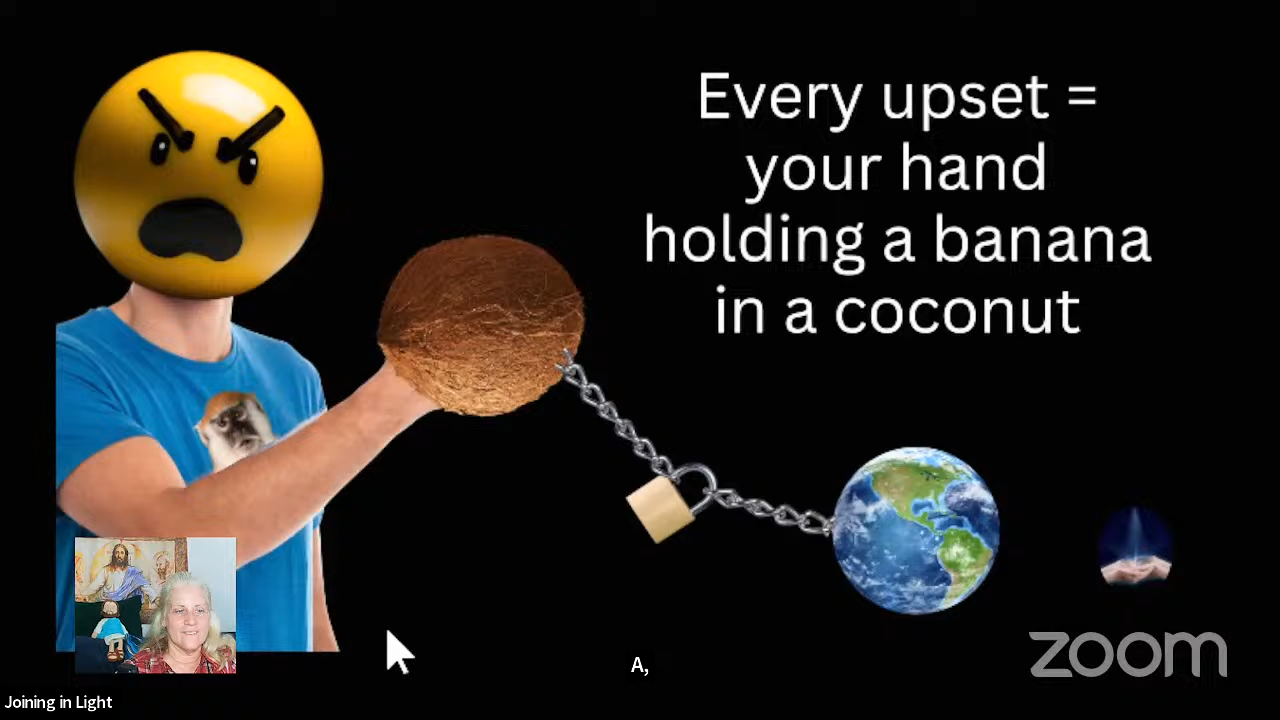 Every upset =
your hand
holding a banana
in a coconut
A,
zoom
Joining in Light